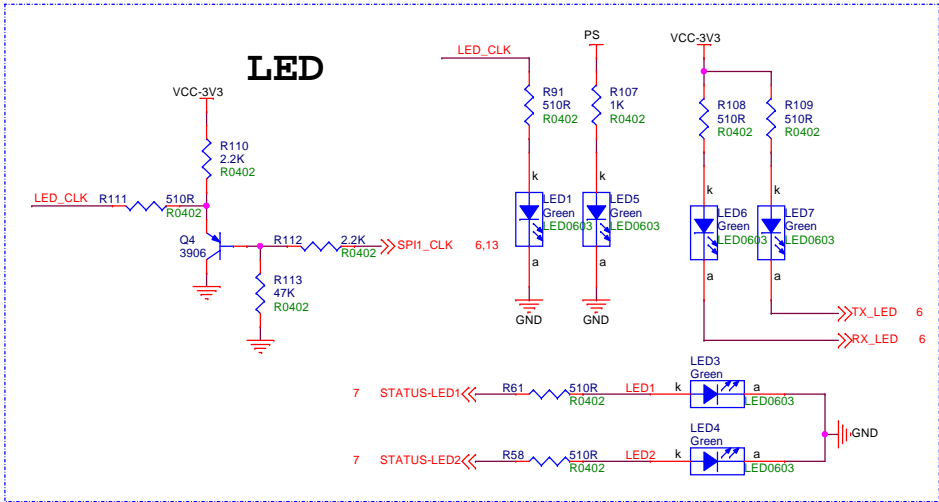 LED
VCC-3V3
R110
2.2K
R0402
LED_CLK
R111
510R
R0402
Q4
3906
R112
2.2K
R0402
SPI1_CLK 6,13
R113
47K
R0402
LED_CLK
R91
510R
R0402
k
LED1
Green
LED0603
a
GND
PS
R107
1K
R0402
k
LED5
Green
LED0603
a
GND
VCC-3V3
R108
510R
R0402
k
LED6
Green
LED0603
a
R109
510R
R0402
k
LED7
Green
LED0603
a
TX_LED 6
RX_LED 6
7 STATUS-LED1
R61
510R
R0402
LED1
k
LED3
Green
a
LED0603
7 STATUS-LED2
R58
510R
R0402
LED2
k
LED4
Green
a
LED0603
GND